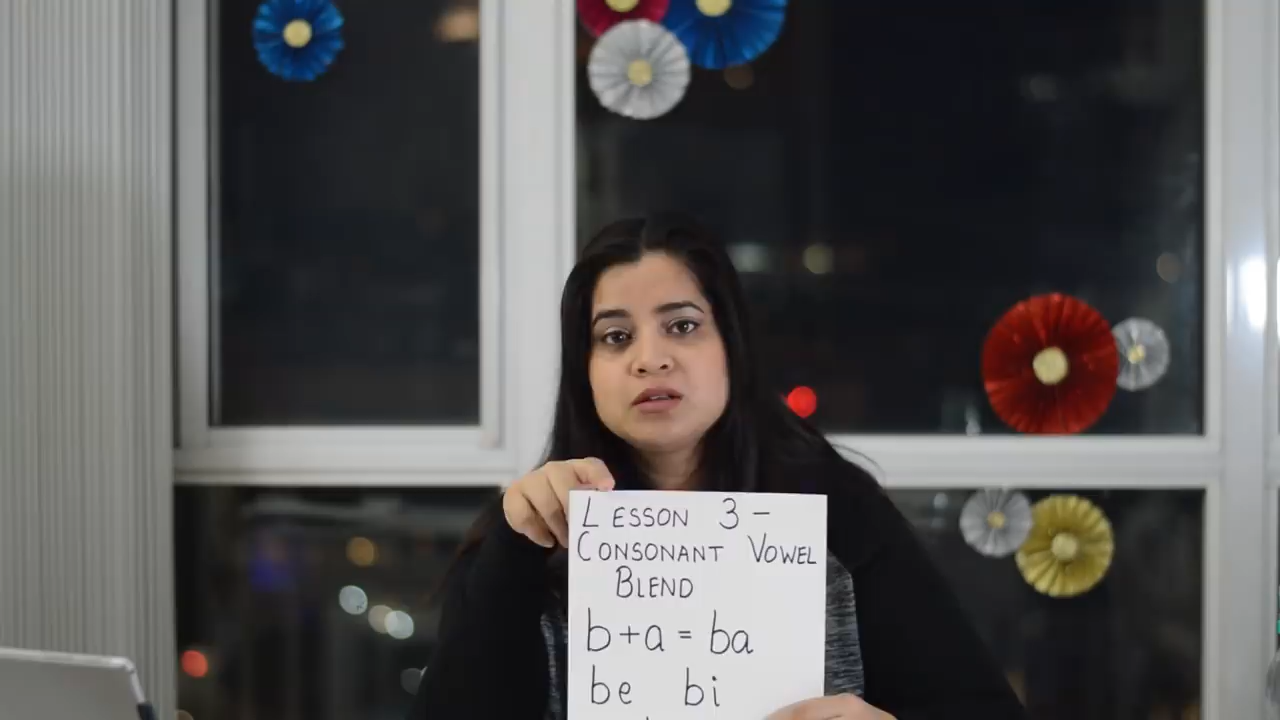 LESSON 3 -
CONSONANT VOWEL
BLEND
b+a = ba
be bi